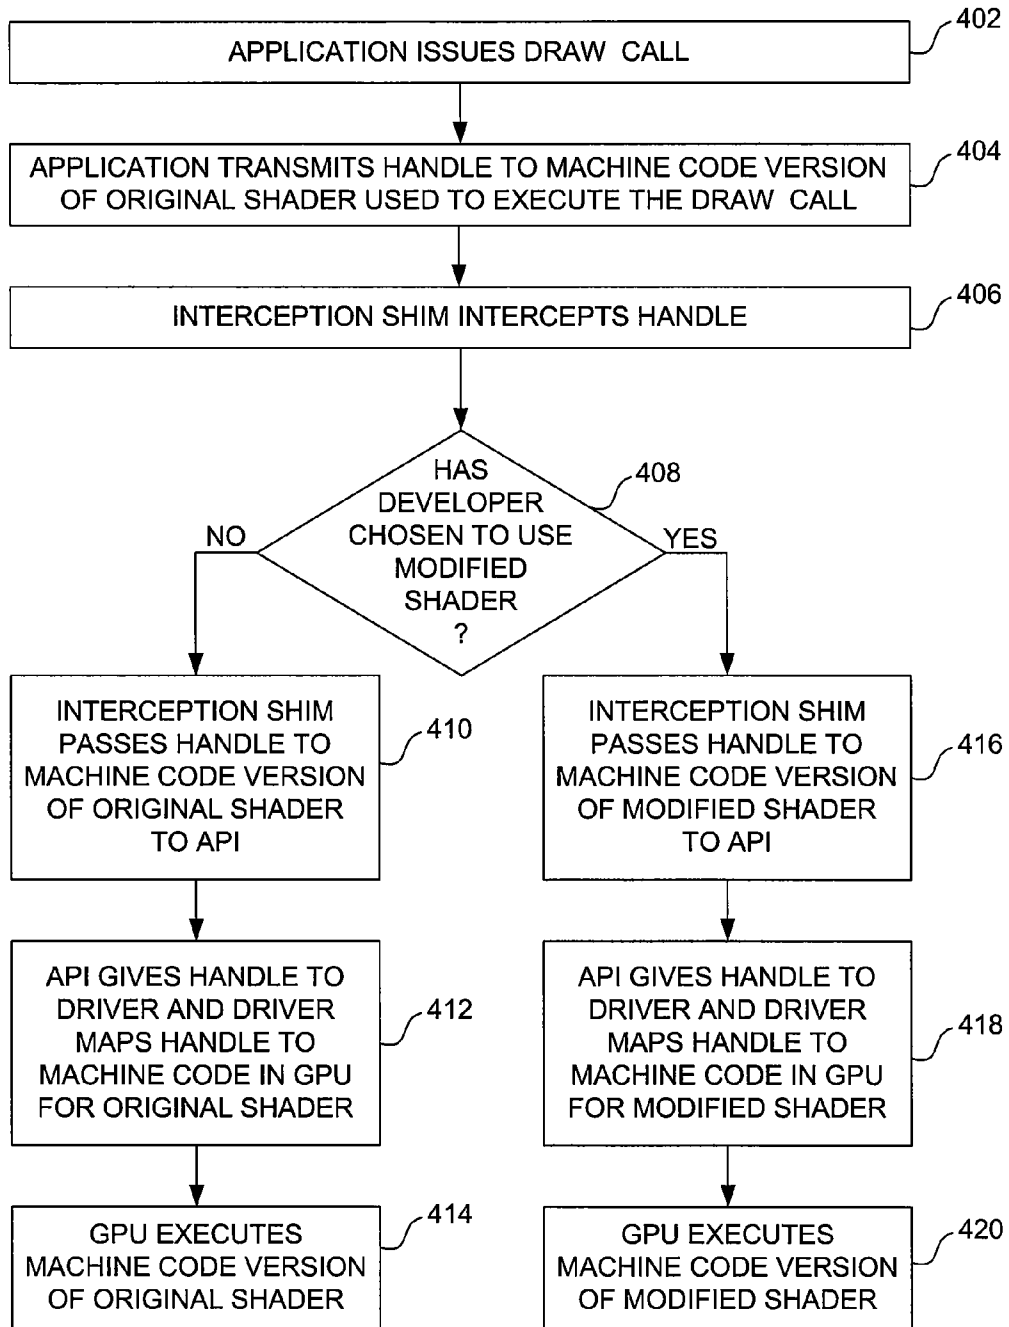 APPLICATION ISSUES DRAW CALL
402
APPLICATION TRANSMITS HANDLE TO MACHINE CODE VERSION
OF ORIGINAL SHADER USED TO EXECUTE THE DRAW CALL
404
INTERCEPTION SHIM INTERCEPTS HANDLE
406
HAS
DEVELOPER
CHOSEN TO USE
MODIFIED
SHADER
?
408
NO
YES
INTERCEPTION SHIM
PASSES HANDLE TO
MACHINE CODE VERSION
OF ORIGINAL SHADER
TO API
410
INTERCEPTION SHIM
PASSES HANDLE TO
MACHINE CODE VERSION
OF MODIFIED SHADER
TO API
416
API GIVES HANDLE TO
DRIVER AND DRIVER
MAPS HANDLE TO
MACHINE CODE IN GPU
FOR ORIGINAL SHADER
412
API GIVES HANDLE TO
DRIVER AND DRIVER
MAPS HANDLE TO
MACHINE CODE IN GPU
FOR MODIFIED SHADER
418
GPU EXECUTES
MACHINE CODE VERSION
OF ORIGINAL SHADER
414
GPU EXECUTES
MACHINE CODE VERSION
OF MODIFIED SHADER
420